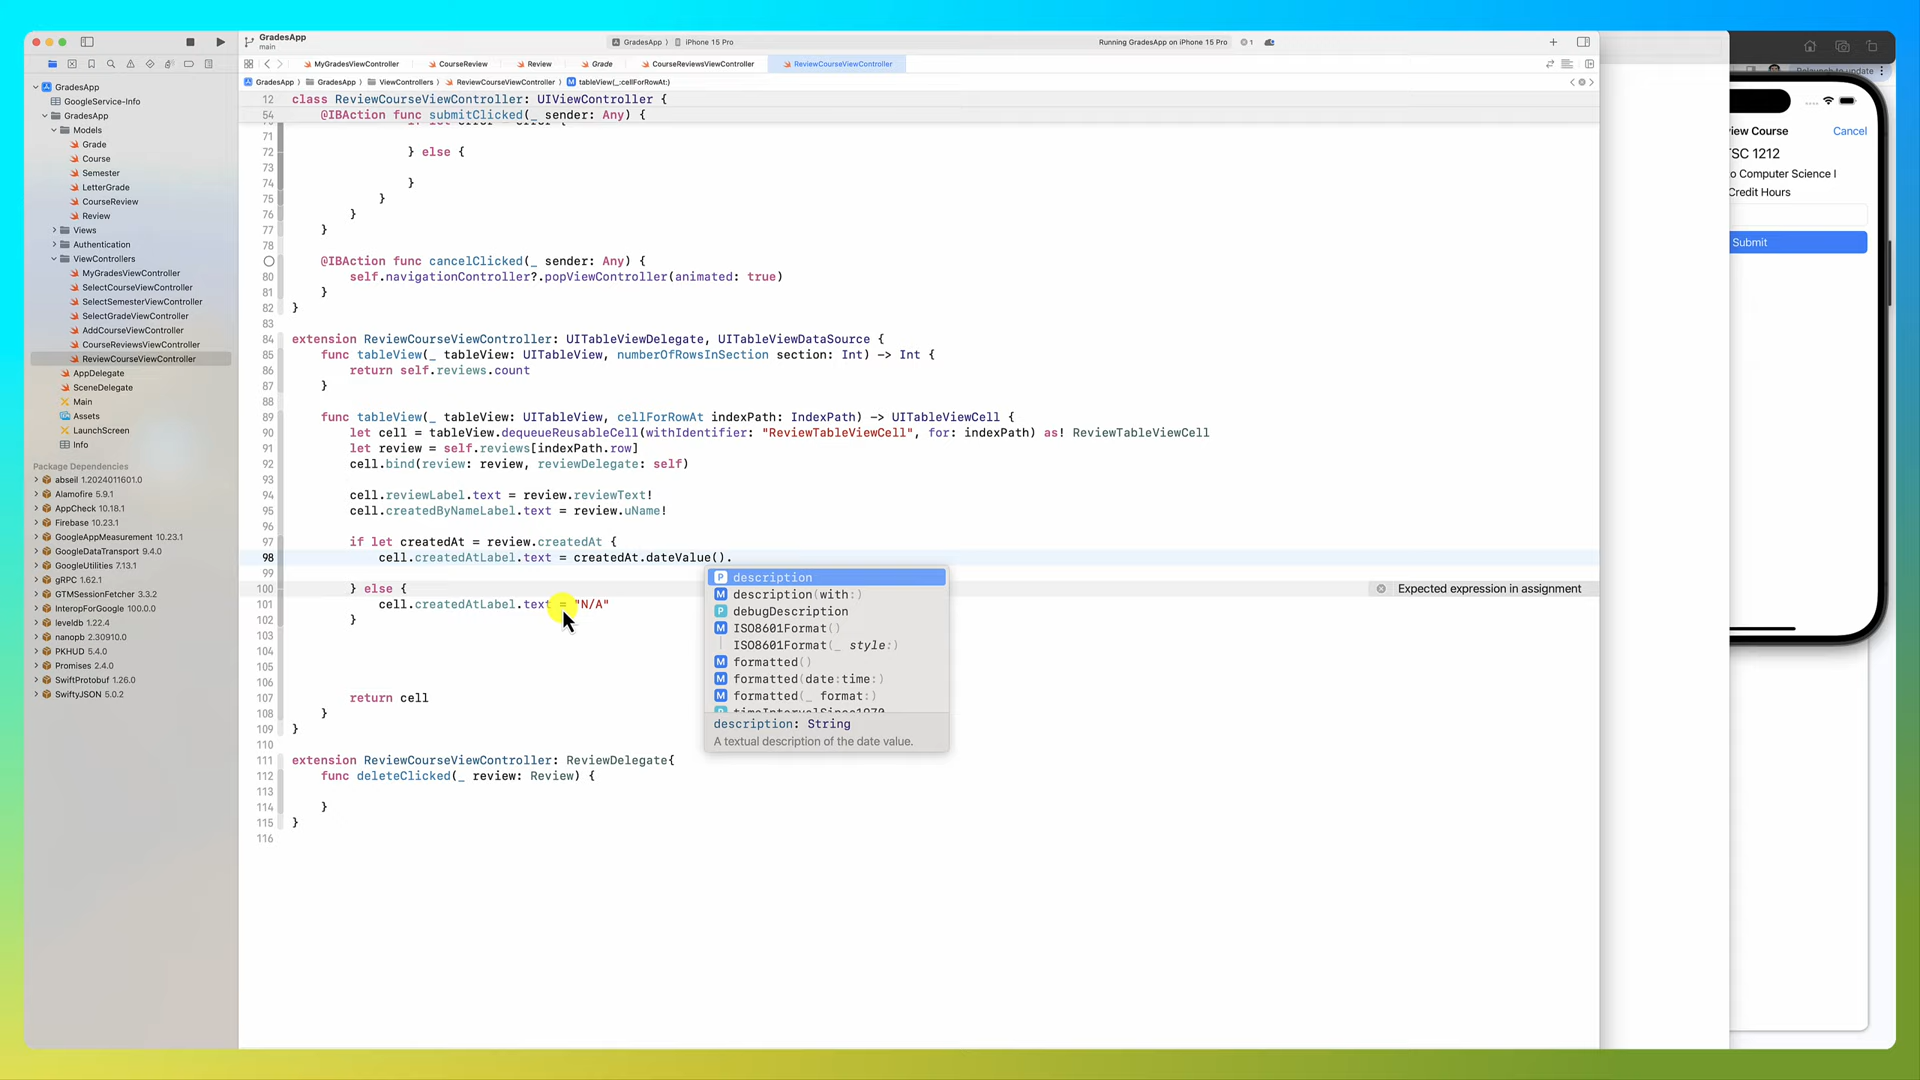 GradesApp
main
GradesApp 〉 iPhone 15 Pro
Running GradesApp on iPhone 15 Pro
1
MyGradesViewController
CourseReview
Review
Grade
CourseReviewsViewController
ReviewCourseViewController
GradesApp 〉 GradesApp 〉 ViewControllers 〉 ReviewCourseViewController 〉 M tableView(_:cellForRowAt:)
GradesApp
GoogleService-Info
GradesApp
Models
Grade
Course
Semester
LetterGrade
CourseReview
Review
Views
Authentication
ViewControllers
MyGradesViewController
SelectCourseViewController
SelectSemesterViewController
SelectGradeViewController
AddCourseViewController
CourseReviewsViewController
ReviewCourseViewController
AppDelegate
SceneDelegate
Main
Assets
LaunchScreen
Info
Package Dependencies
abseil 1.2024011601.0
Alamofire 5.9.1
AppCheck 10.18.1
Firebase 10.23.1
GoogleAppMeasurement 10.23.1
GoogleDataTransport 9.4.0
GoogleUtilities 7.13.1
gRPC 1.62.1
GTMSessionFetcher 3.3.2
InteropForGoogle 100.0.0
leveldb 1.22.4
nanopb 2.30910.0
PKHUD 5.4.0
Promises 2.4.0
SwiftProtobuf 1.26.0
SwiftyJSON 5.0.2
12 class ReviewCourseViewController: UIViewController {
54 @IBAction func submitClicked(_ sender: Any) {
71
72 } else {
73
74 }
75 }
76 }
77 }
78
@IBAction func cancelClicked(_ sender: Any) {
80 self.navigationController?.popViewController(animated: true)
81 }
82 }
83
84 extension ReviewCourseViewController: UITableViewDelegate, UITableViewDataSource {
85 func tableView(_ tableView: UITableView, numberOfRowsInSection section: Int) -> Int {
86 return self.reviews.count
87 }
88
89 func tableView(_ tableView: UITableView, cellForRowAt indexPath: IndexPath) -> UITableViewCell {
90 let cell = tableView.dequeueReusableCell(withIdentifier: "ReviewTableViewCell", for: indexPath) as! ReviewTableViewCell
91 let review = self.reviews[indexPath.row]
92 cell.bind(review: review, reviewDelegate: self)
93
94 cell.reviewLabel.text = review.reviewText!
95 cell.createdByNameLabel.text = review.uName!
96
97 if let createdAt = review.createdAt {
98 cell.createdAtLabel.text = createdAt.dateValue().
99
100 } else {
Expected expression in assignment
101 cell.createdAtLabel.text = "N/A"
102 }
103
104
105
106
107 return cell
108 }
109 }
110
111 extension ReviewCourseViewController: ReviewDelegate{
112 func deleteClicked(_ review: Review) {
113
114 }
115 }
116
P description
M description(with:)
P debugDescription
M ISO8601Format()
ISO8601Format(_ style:)
M formatted()
M formatted(date:time:)
M formatted(_ format:)
P timeIntervalSince1970
description: String
A textual description of the date value.
Relaunch to update
iew Course
Cancel
SC 1212
o Computer Science I
Credit Hours
Submit